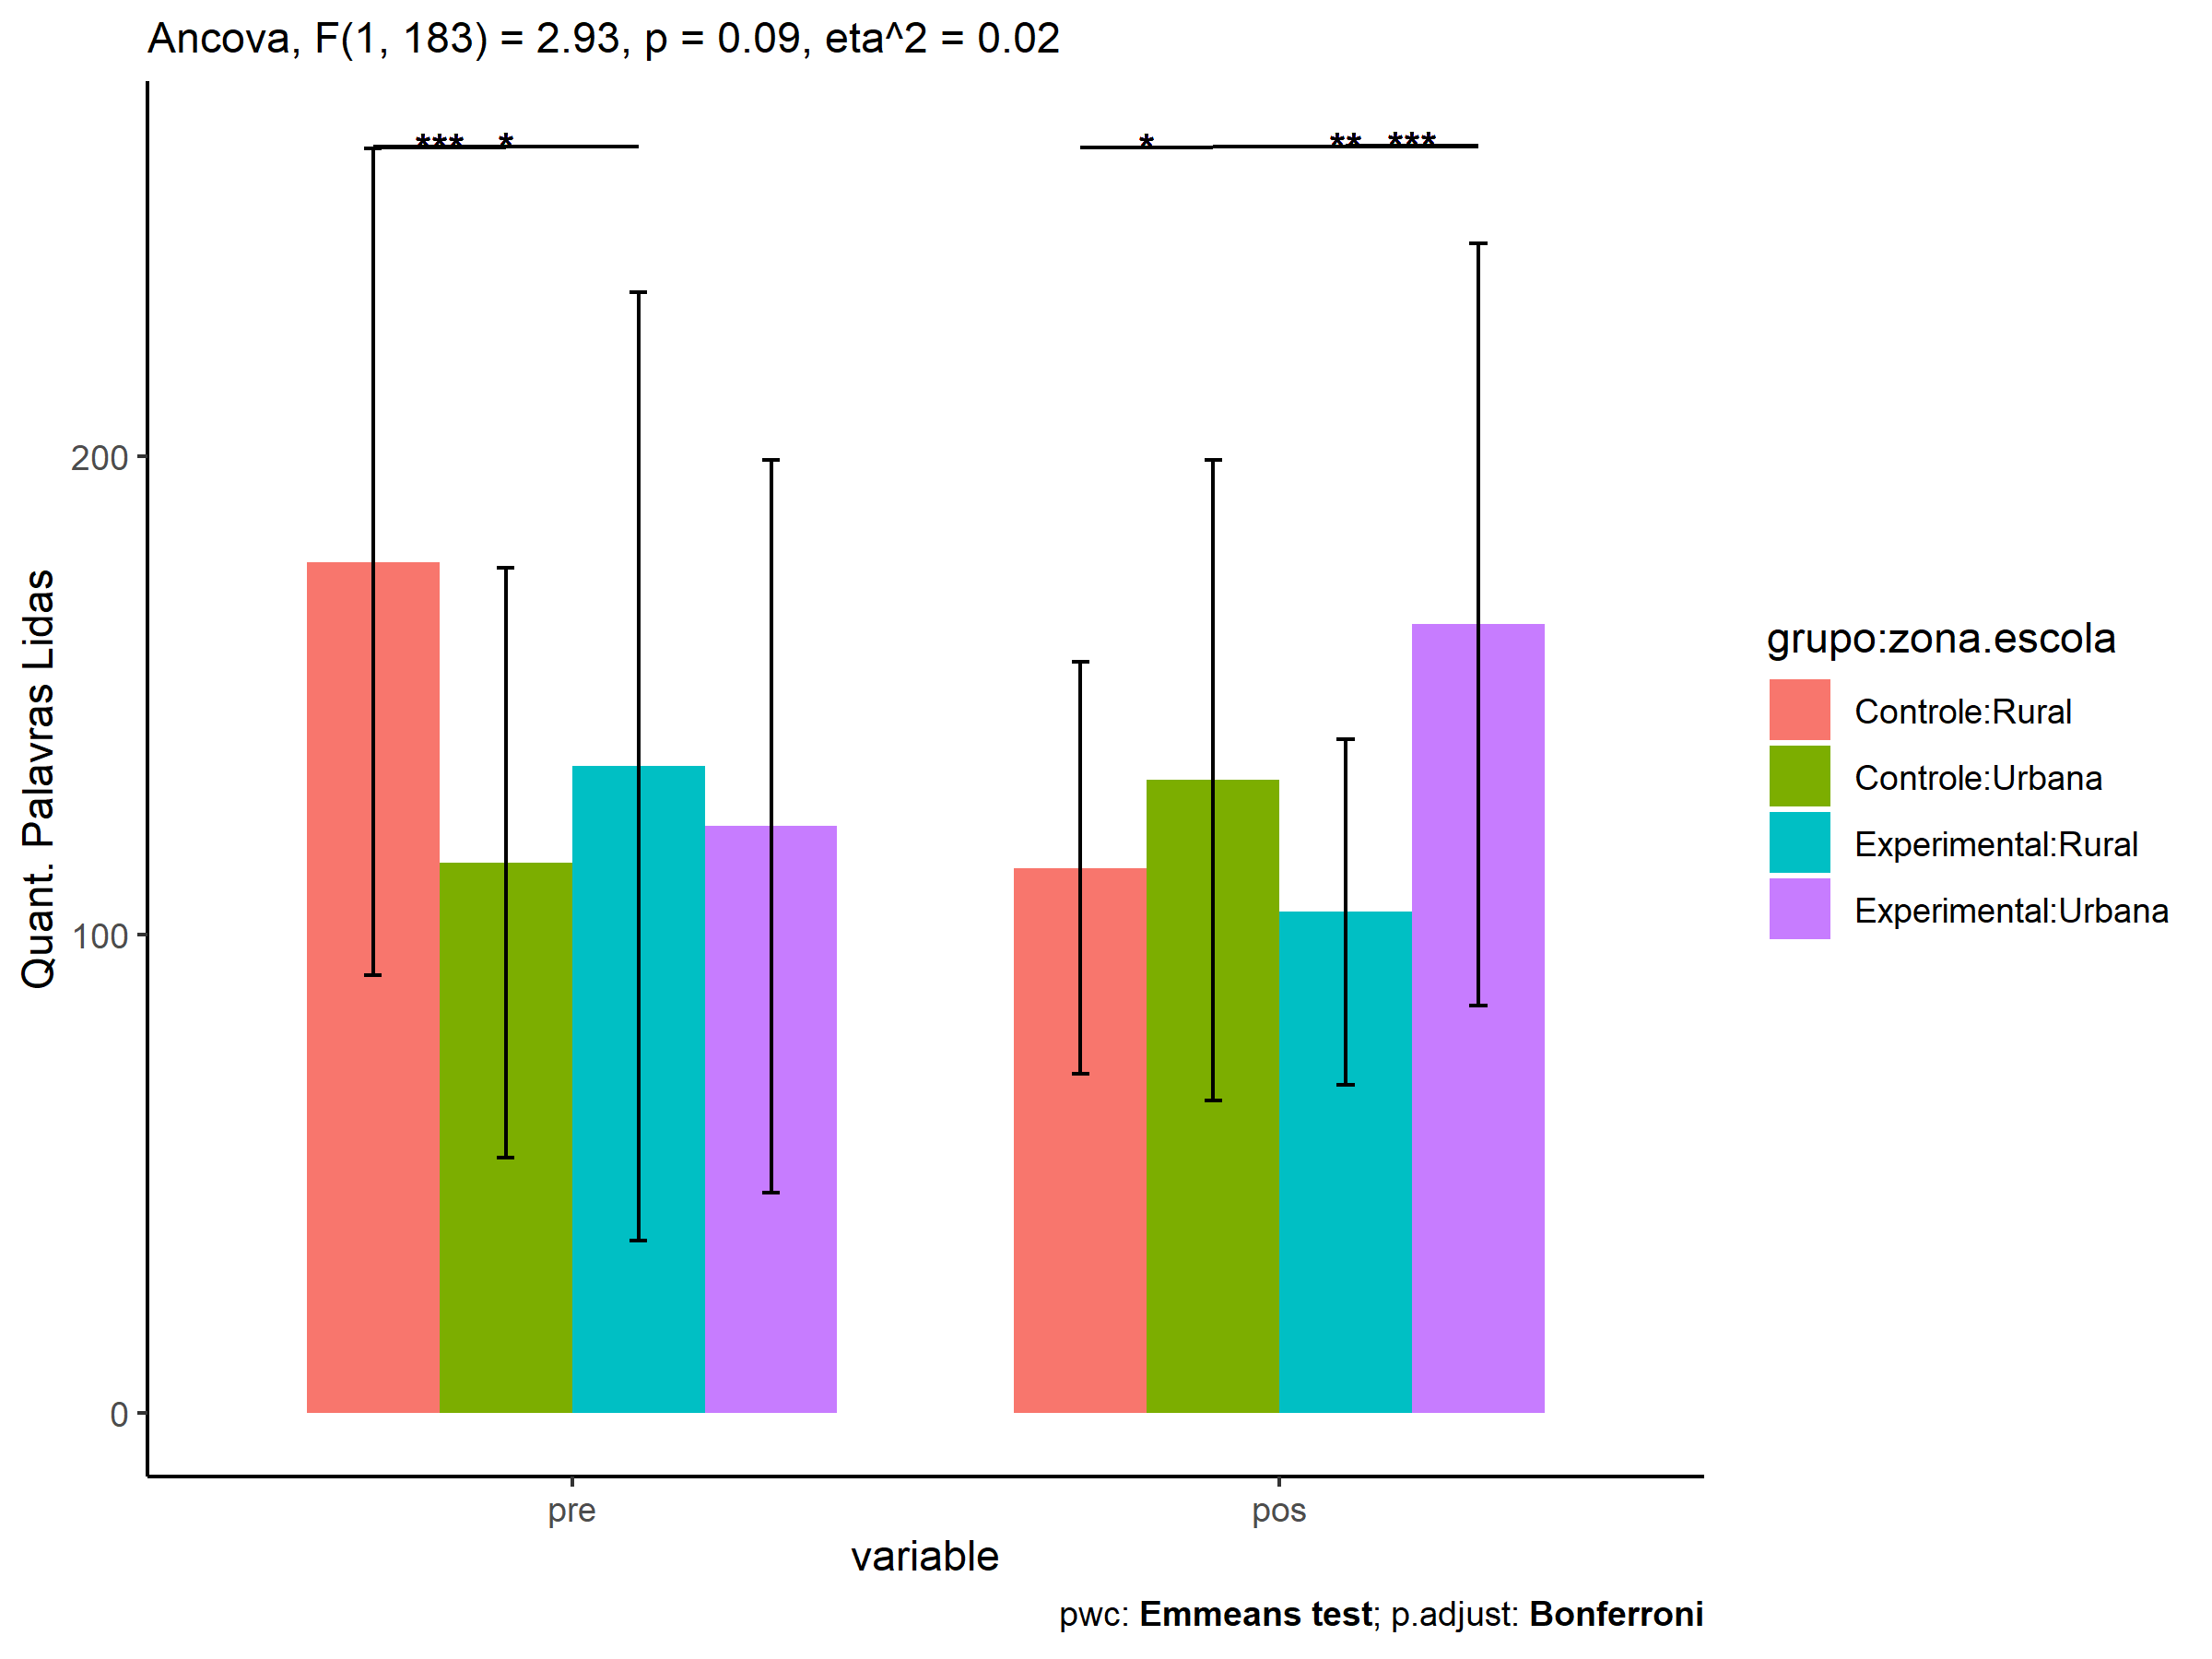 Ancova, F(1, 183) = 2.93, p = 0.09, eta^2 = 0.02
*** * * ** ***
Quant. Palavras Lidas
200
100
0
pre pos
variable
grupo:zona.escola
Controle:Rural
Controle:Urbana
Experimental:Rural
Experimental:Urbana
pwc: Emmeans test; p.adjust: Bonferroni